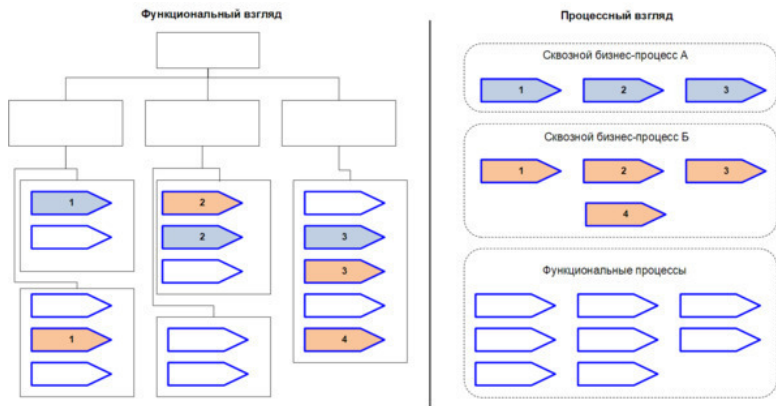 Функциональный взгляд
1
2
2
3
3
1
4
Процессный взгляд
Сквозной бизнес-процесс А
1 2 3
Сквозной бизнес-процесс Б
1 2 3
4
Функциональные процессы